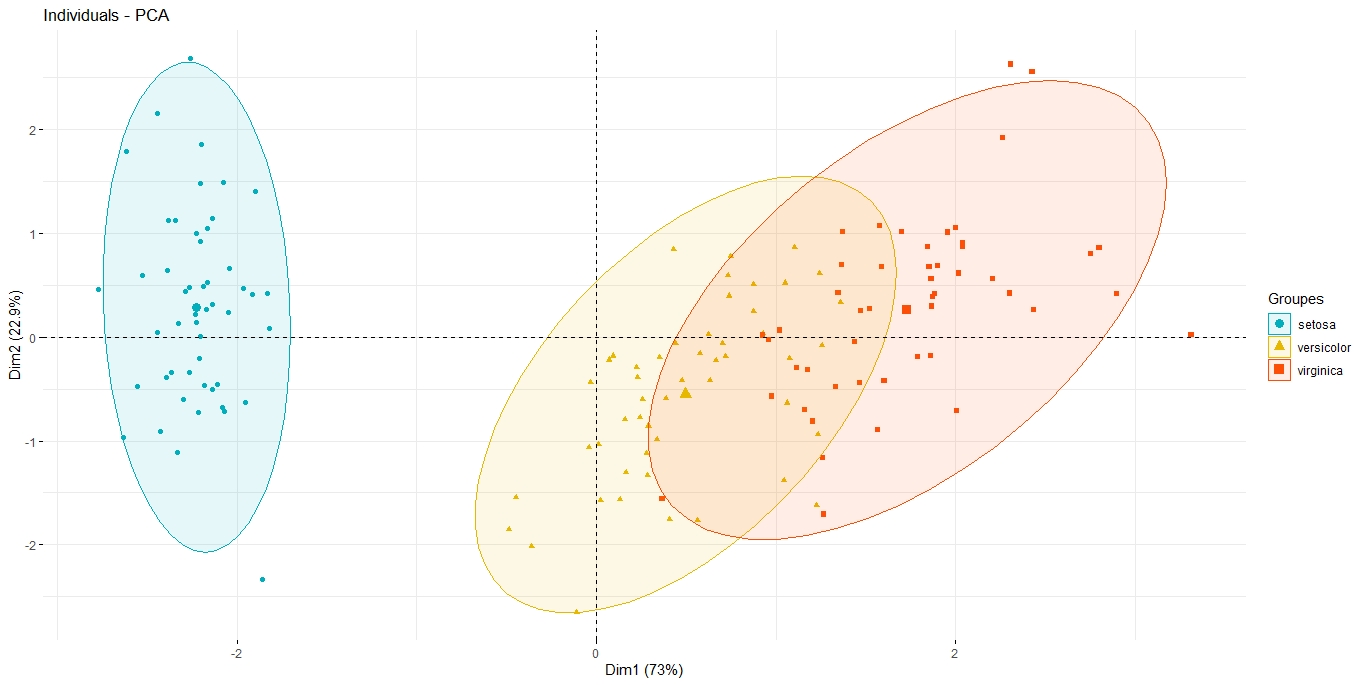 Individuals - PCA
Dim2 (22.9%)
2
1
0
-1
-2
-2
0
2
Dim1 (73%)
Groupes
setosa
versicolor
virginica